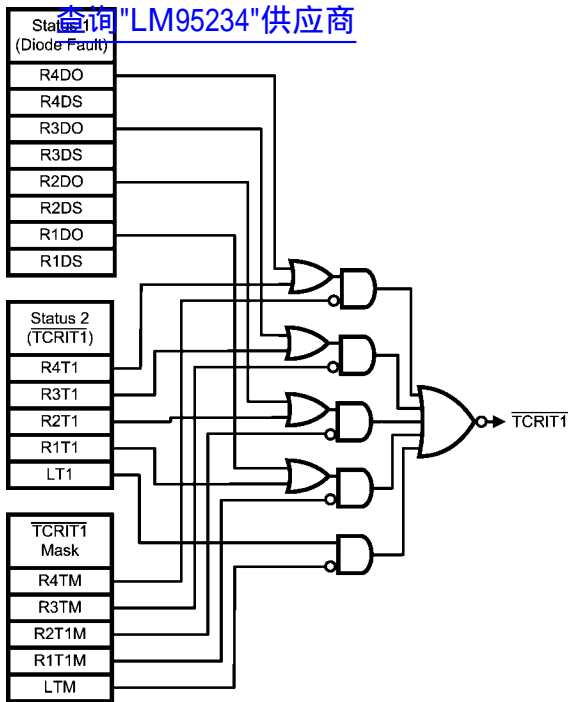 查询"LM95234"供应商
Status 1
(Diode Fault)
R4DO
R4DS
R3DO
R3DS
R2DO
R2DS
R1DO
R1DS
Status 2
(TCRIT1)
R4T1
R3T1
R2T1
R1T1
LT1
TCRIT1
Mask
R4TM
R3TM
R2T1M
R1T1M
LTM
TCRIT1